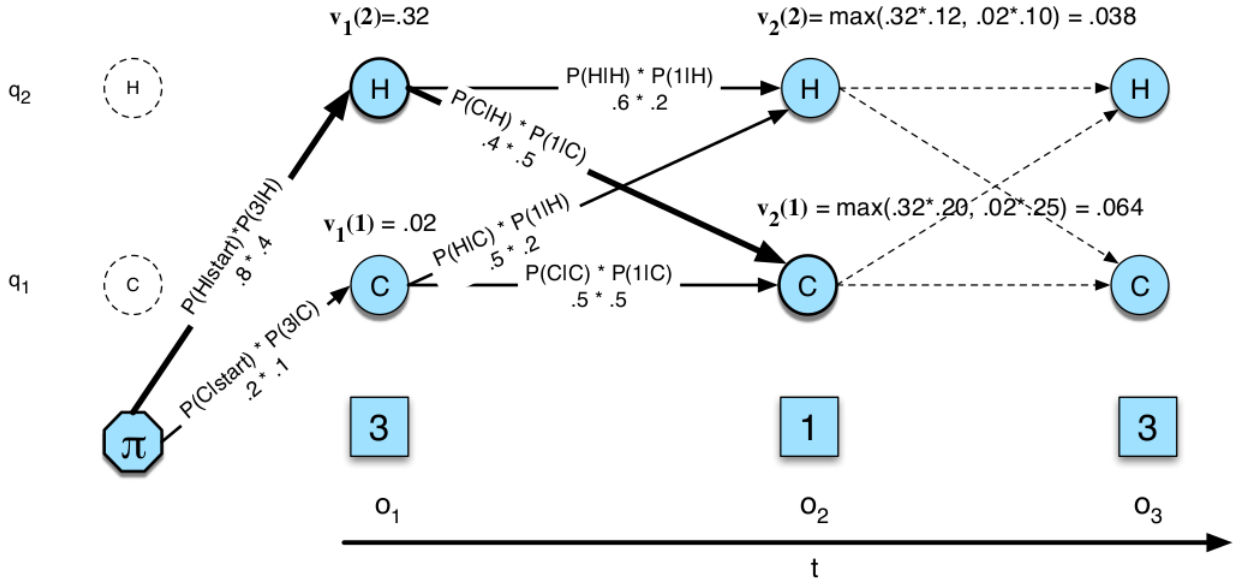 v₁(2)=.32
v₂(2)= max(.32*.12, .02*.10) = .038
q₂
H
H
P(H|H) * P(1|H)
.6 * .2
H
H
P(C|H) * P(1|C)
.4 * .5
P(H|start)*P(3|H)
.8 * .4
v₁(1) = .02
P(H|C) * P(1|H)
.5 * .2
v₂(1) = max(.32*.20, .02*.25) = .064
q₁
C
C
P(C|C) * P(1|C)
.5 * .5
C
C
P(C|start) * P(3|C)
.2 * .1
π
3
1
3
o₁
o₂
o₃
t